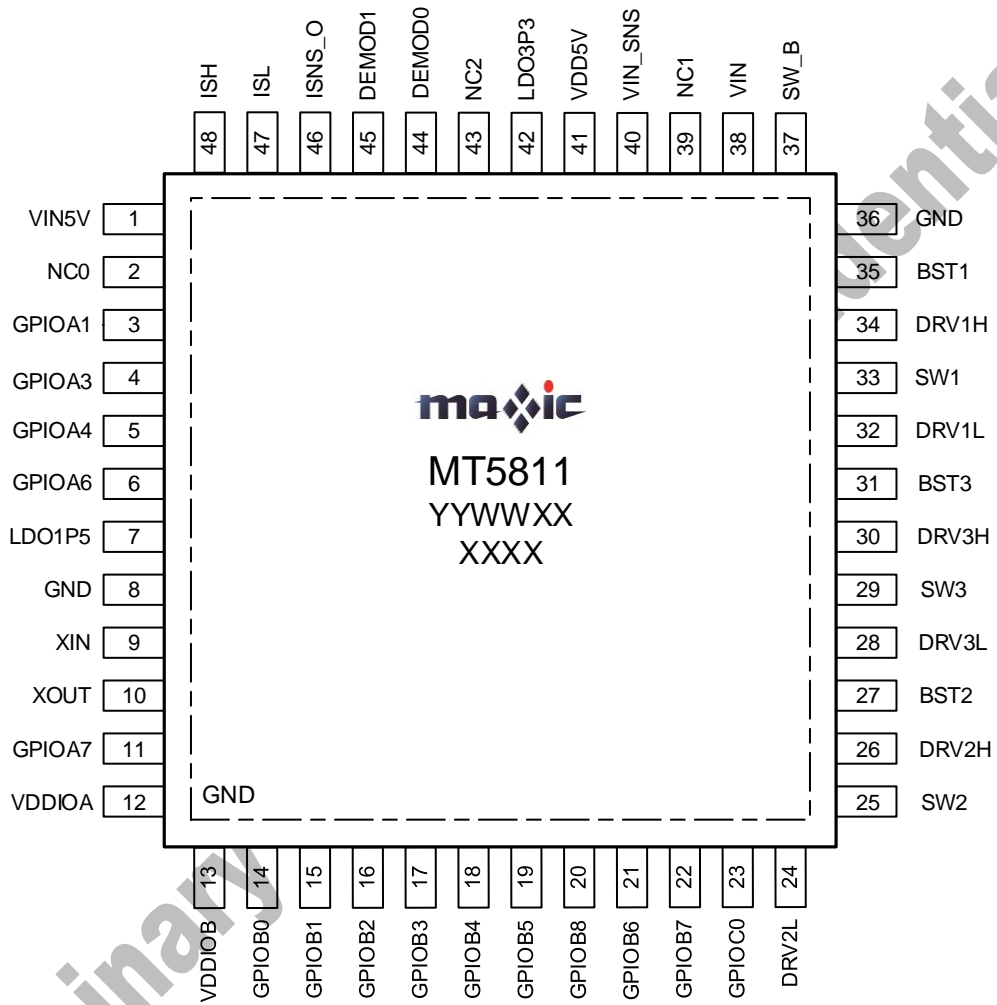 ISH
ISL
ISNS_O
DEMOD1
DEMOD0
NC2
LDO3P3
VDD5V
VIN_SNS
NC1
VIN
SW_B
48
47
46
45
44
43
42
41
40
39
38
37
VIN5V 1
NC0 2
GPIOA1 3
GPIOA3 4
GPIOA4 5
GPIOA6 6
LDO1P5 7
GND 8
XIN 9
XOUT 10
GPIOA7 11
VDDIOA 12
maxic
MT5811
YYWWXX
XXXX
GND
36 GND
35 BST1
34 DRV1H
33 SW1
32 DRV1L
31 BST3
30 DRV3H
29 SW3
28 DRV3L
27 BST2
26 DRV2H
25 SW2
13
14
15
16
17
18
19
20
21
22
23
24
VDDIOB
GPIOB0
GPIOB1
GPIOB2
GPIOB3
GPIOB4
GPIOB5
GPIOB8
GPIOB6
GPIOB7
GPIOC0
DRV2L
inary
dentia